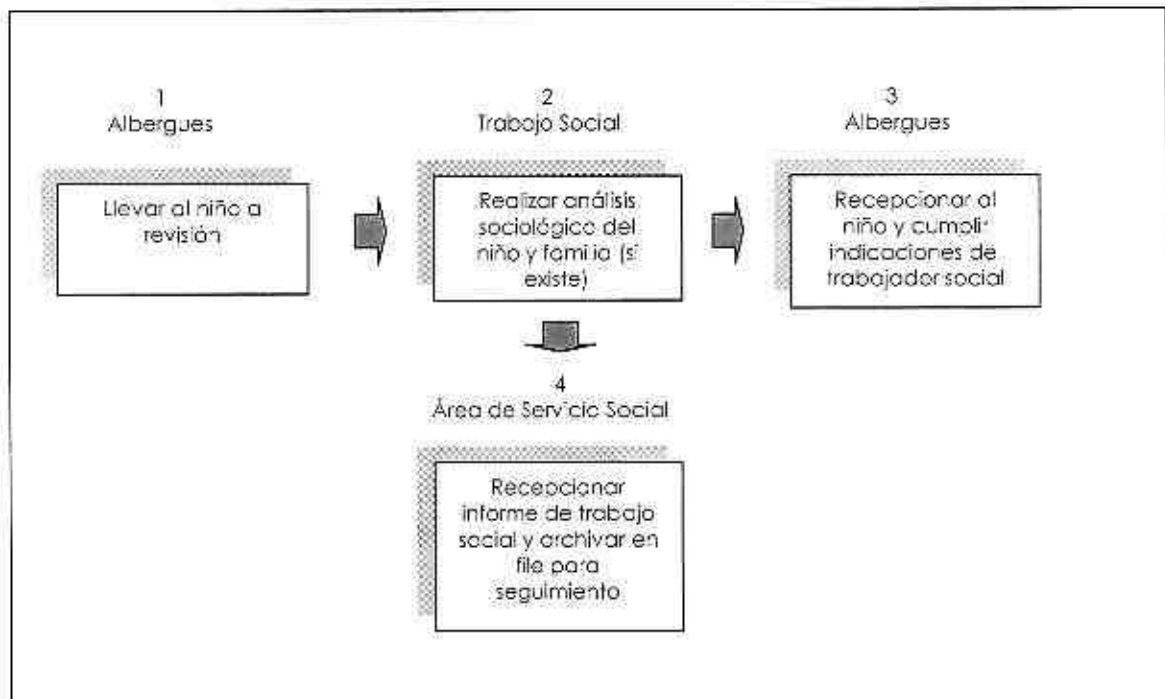 1
Albergues
Llevar al niño a
revisión
2
Trabajo Social
Realizar análisis
sociológico del
niño y familia (si
existe)
3
Albergues
Recepcionar al
niño y cumplir
indicaciones de
trabajador social
4
Área de Servicio Social
Recepcionar
informe de trabajo
social y archivar en
file para
seguimiento